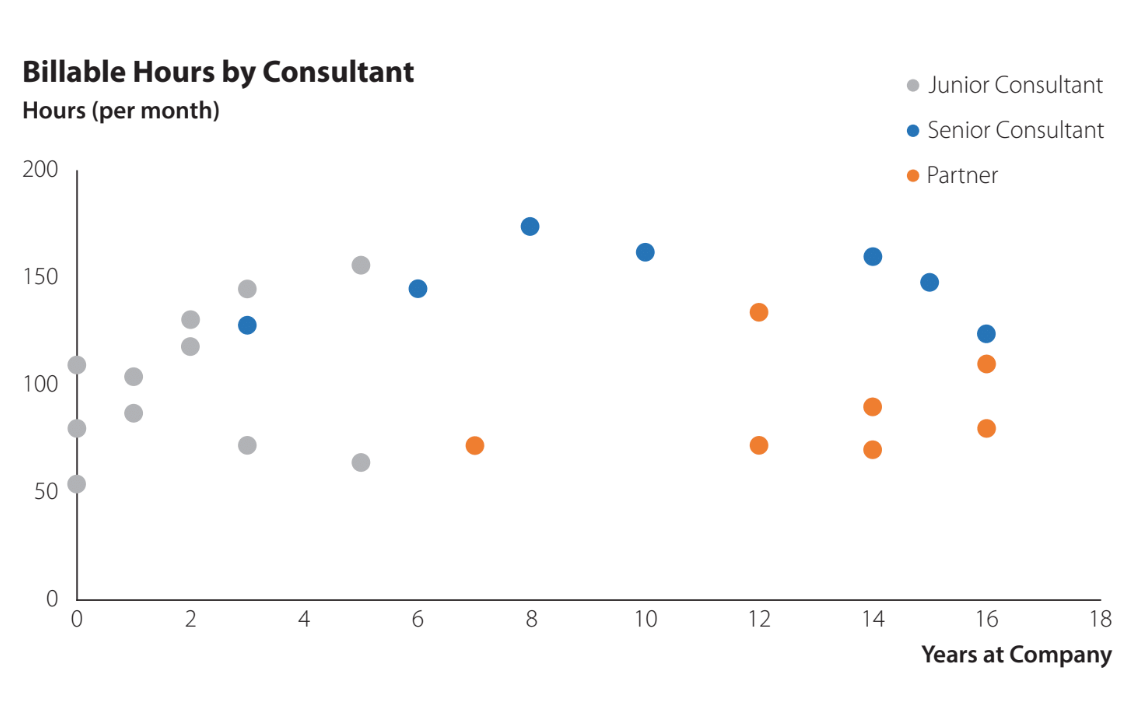 Billable Hours by Consultant
Hours (per month)
Junior Consultant
Senior Consultant
Partner
200
150
100
50
0
0 2 4 6 8 10 12 14 16 18
Years at Company